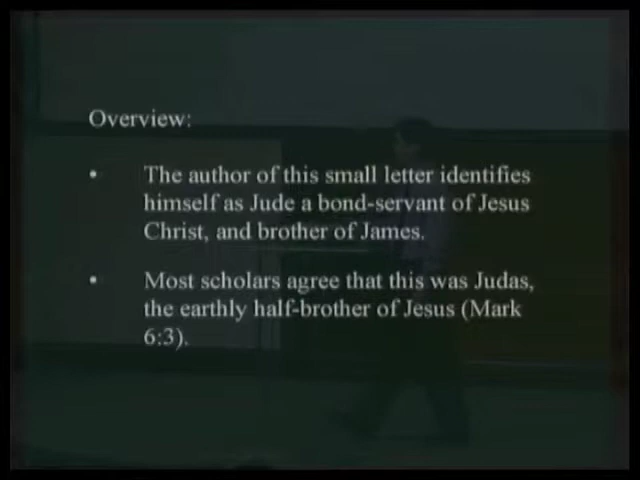 Overview:
• The author of this small letter identifies
himself as Jude a bond-servant of Jesus
Christ, and brother of James.
• Most scholars agree that this was Judas,
the earthly half-brother of Jesus (Mark
6:3).